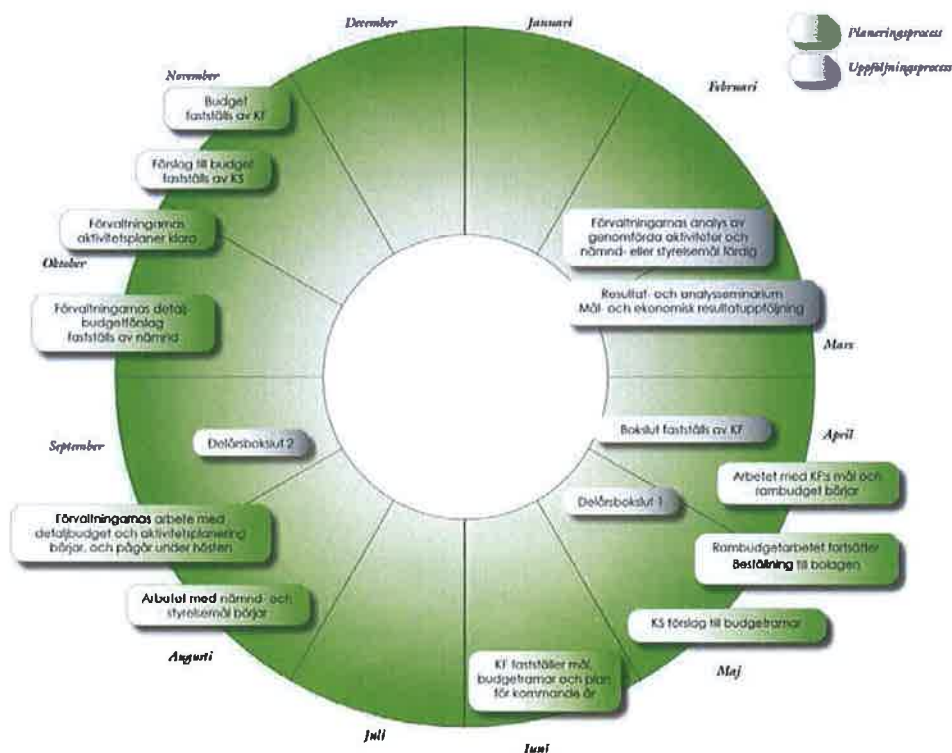 December
Januari
Planeringsprocess
Uppföljningsprocess
November
Februari
Budget
fastställs av KF
Förslag till budget
fastställs av KS
Förvaltningarnas
aktivitetsplaner klara
Oktober
Förvaltningarnas analys av
genomförda aktiviteter och
nämnd- eller styrelsemål färdig
Resultat- och analysseminarium
Mål- och ekonomisk resultatuppföljning
Förvaltningarnas detalj-
budgetförslag
fastställs av nämnd
Mars
September
Delårsbokslut 2
Bokslut fastställs av KF
April
Arbetet med KF:s mål och
rambudget börjar
Delårsbokslut 1
Förvaltningarnas arbete med
detaljbudget och aktivitetsplanering
börjar, och pågår under hösten
Rambudgetarbetet fortsätter
Beställning till bolagen
Arbetet med nämnd- och
styrelsemål börjar
KS förslag till budgetramar
Augusti
KF fastställer mål,
budgetramar och plan
för kommande år
Maj
Juli
Juni